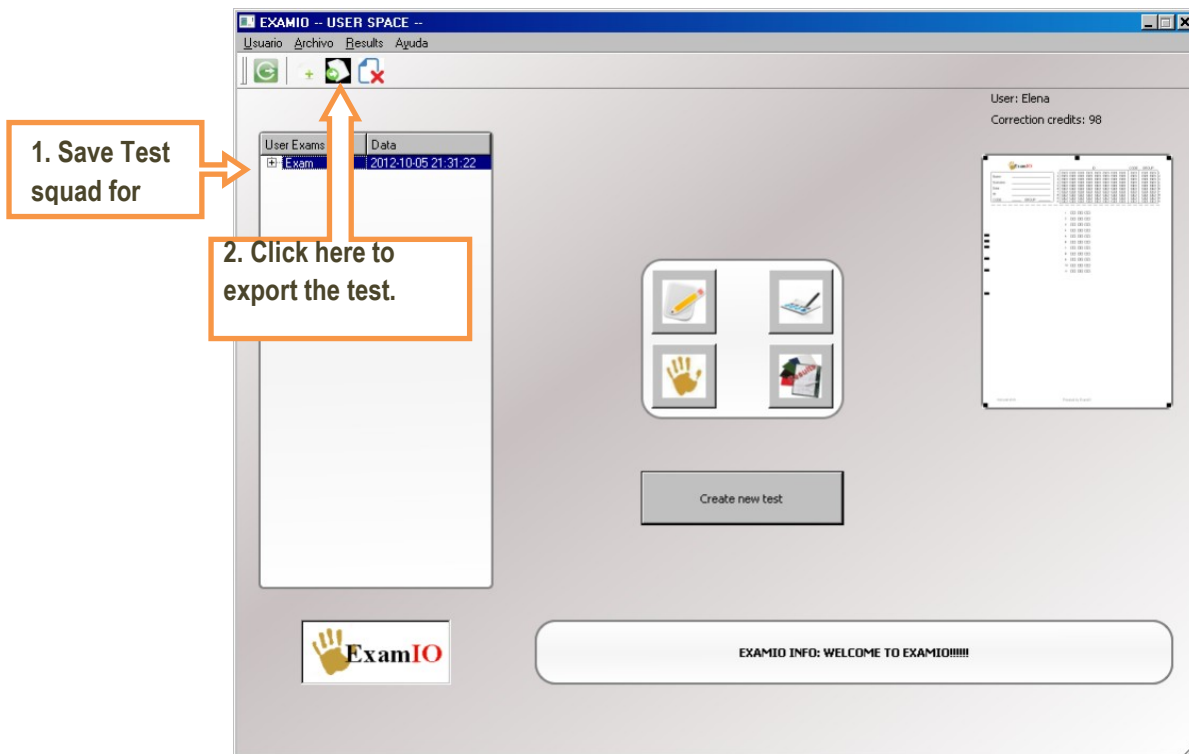 EXAMIO -- USER SPACE --
Usuario Archivo Results Ayuda
User: Elena
Correction credits: 98
1. Save Test
squad for
User Exams Data
Exam 2012-10-05 21:31:22
2. Click here to
export the test.
ExamIO
Results
Create new test
ExamIO
EXAMIO INFO: WELCOME TO EXAMIO!!!!!!